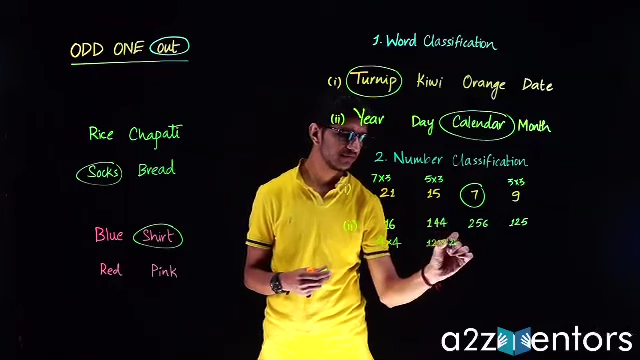 ODD ONE out
Rice Chapati
Socks Bread
Blue Shirt
Red Pink
1. Word Classification
(i) Turnip Kiwi Orange Date
(ii) Year Day Calendar Month
2. Number Classification
7x3 5x3 3x3
i) 21 15 7 9
(ii) 16 144 256 125
x4
a2zmentors